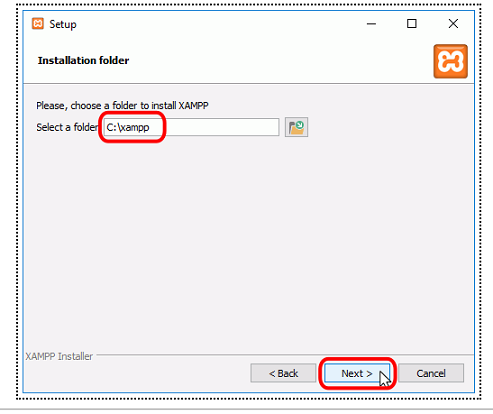 Setup
Installation folder
Please, choose a folder to install XAMPP
Select a folder C:\xampp
XAMPP Installer
< Back Next > Cancel